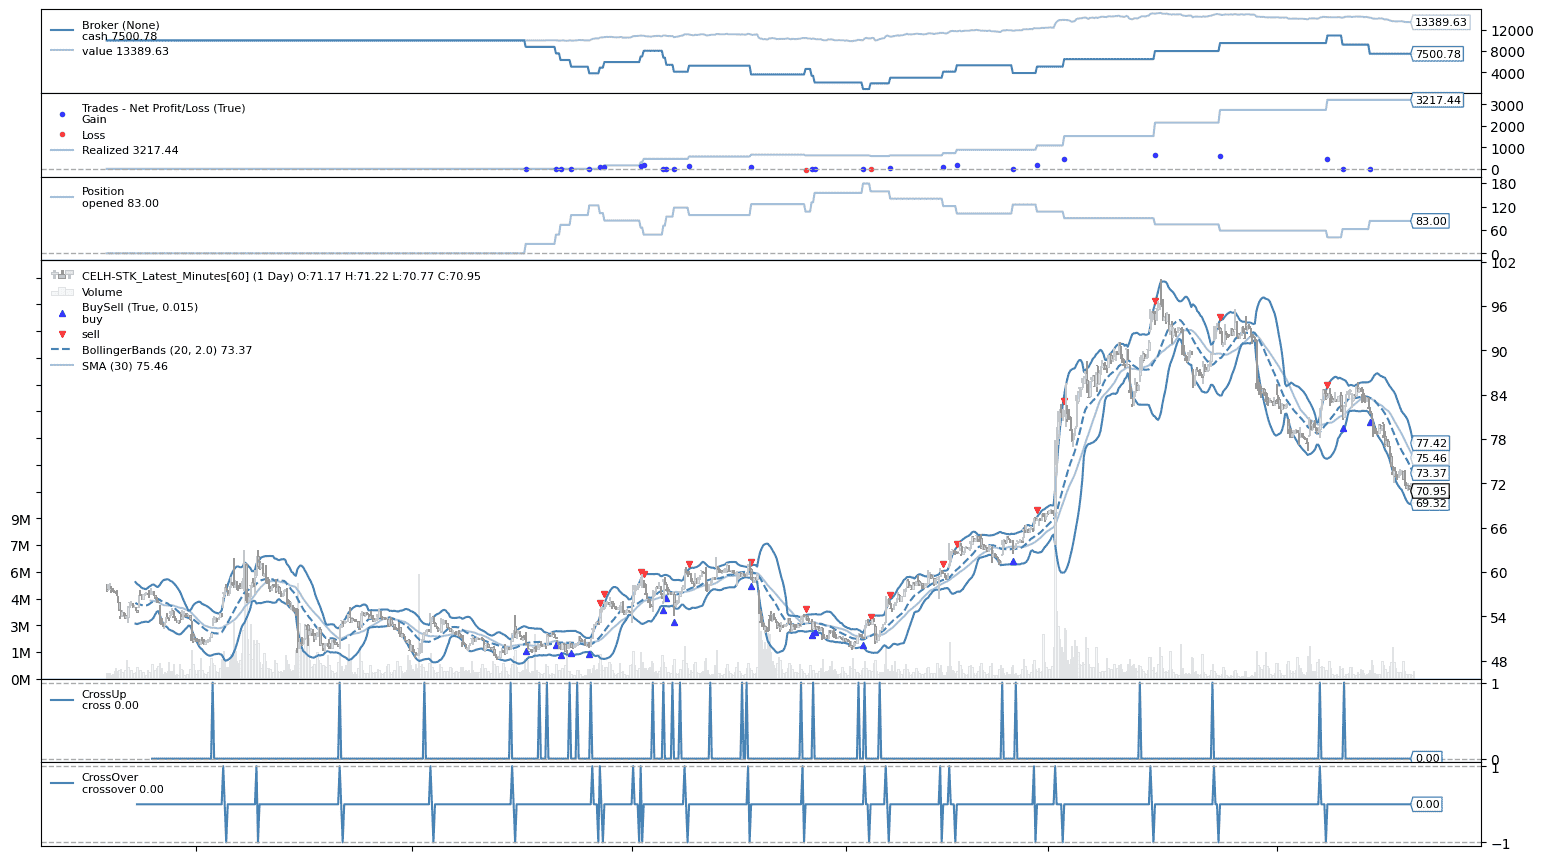 Broker (None)
cash 7500.78
value 13389.63
13389.63
12000
8000
7500.78
4000
Trades - Net Profit/Loss (True)
Gain
Loss
Realized 3217.44
3217.44
3000
2000
1000
0
Position
opened 83.00
180
120
83.00
60
0
CELH-STK_Latest_Minutes[60] (1 Day) O:71.17 H:71.22 L:70.77 C:70.95
Volume
BuySell (True, 0.015)
buy
sell
BollingerBands (20, 2.0) 73.37
SMA (30) 75.46
102
96
90
84
78
77.42
75.46
73.37
72
70.95
69.32
66
60
54
48
9M
7M
6M
4M
3M
1M
0M
CrossUp
cross 0.00
1
0.00
0
CrossOver
crossover 0.00
1
0.00
−1